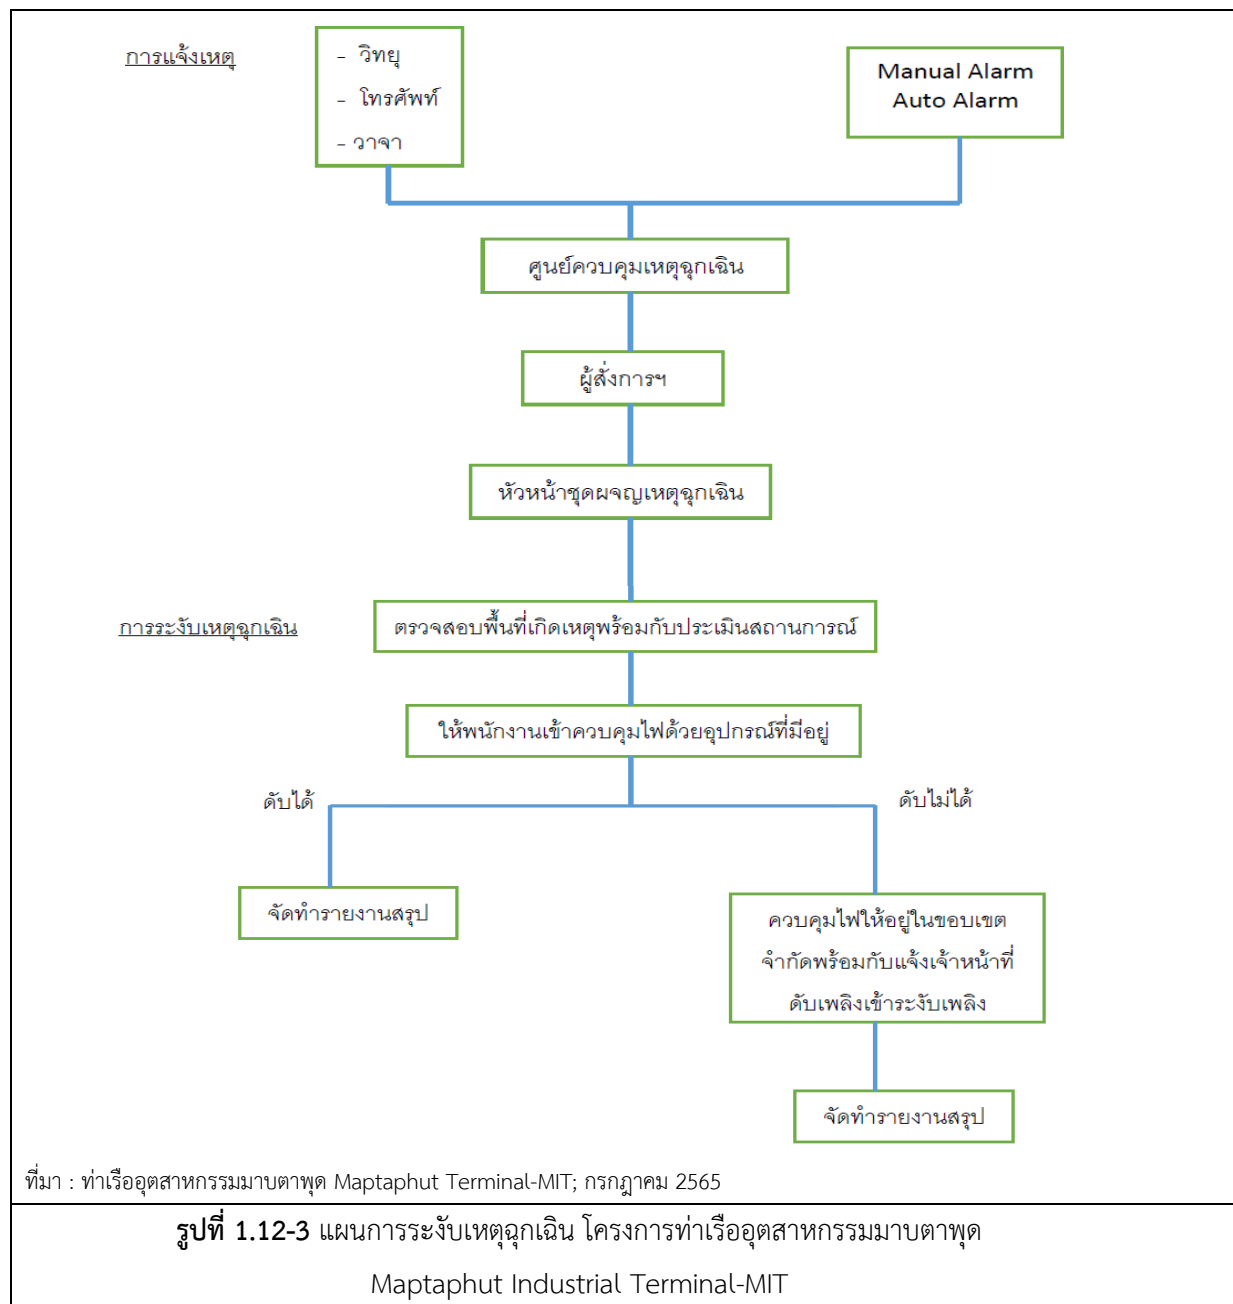 การแจ้งเหตุ
- วิทยุ
- โทรศัพท์
- วาจา
Manual Alarm
Auto Alarm
ศูนย์ควบคุมเหตุฉุกเฉิน
ผู้สั่งการฯ
หัวหน้าชุดผจญเหตุฉุกเฉิน
การระงับเหตุฉุกเฉิน
ตรวจสอบพื้นที่เกิดเหตุพร้อมกับประเมินสถานการณ์
ให้พนักงานเข้าควบคุมไฟด้วยอุปกรณ์ที่มีอยู่
ดับได้
ดับไม่ได้
จัดทำรายงานสรุป
ควบคุมไฟให้อยู่ในขอบเขต
จำกัดพร้อมกับแจ้งเจ้าหน้าที่
ดับเพลิงเข้าระงับเพลิง
จัดทำรายงานสรุป
ที่มา : ท่าเรืออุตสาหกรรมมาบตาพุด Maptaphut Terminal-MIT; กรกฎาคม 2565
รูปที่ 1.12-3 แผนการระงับเหตุฉุกเฉิน โครงการท่าเรืออุตสาหกรรมมาบตาพุด
Maptaphut Industrial Terminal-MIT